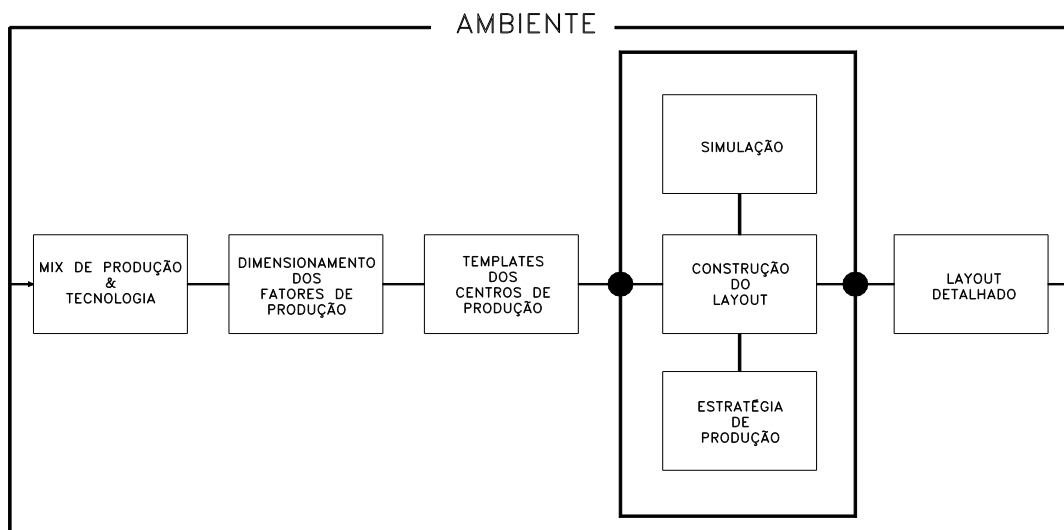 AMBIENTE
SIMULAÇÃO
MIX DE PRODUÇÃO
&
TECNOLOGIA
DIMENSIONAMENTO
DOS
FATORES DE
PRODUÇÃO
TEMPLATES
DOS
CENTROS DE
PRODUÇÃO
CONSTRUÇÃO
DO
LAYOUT
LAYOUT
DETALHADO
ESTRATÉGIA
DE
PRODUÇÃO